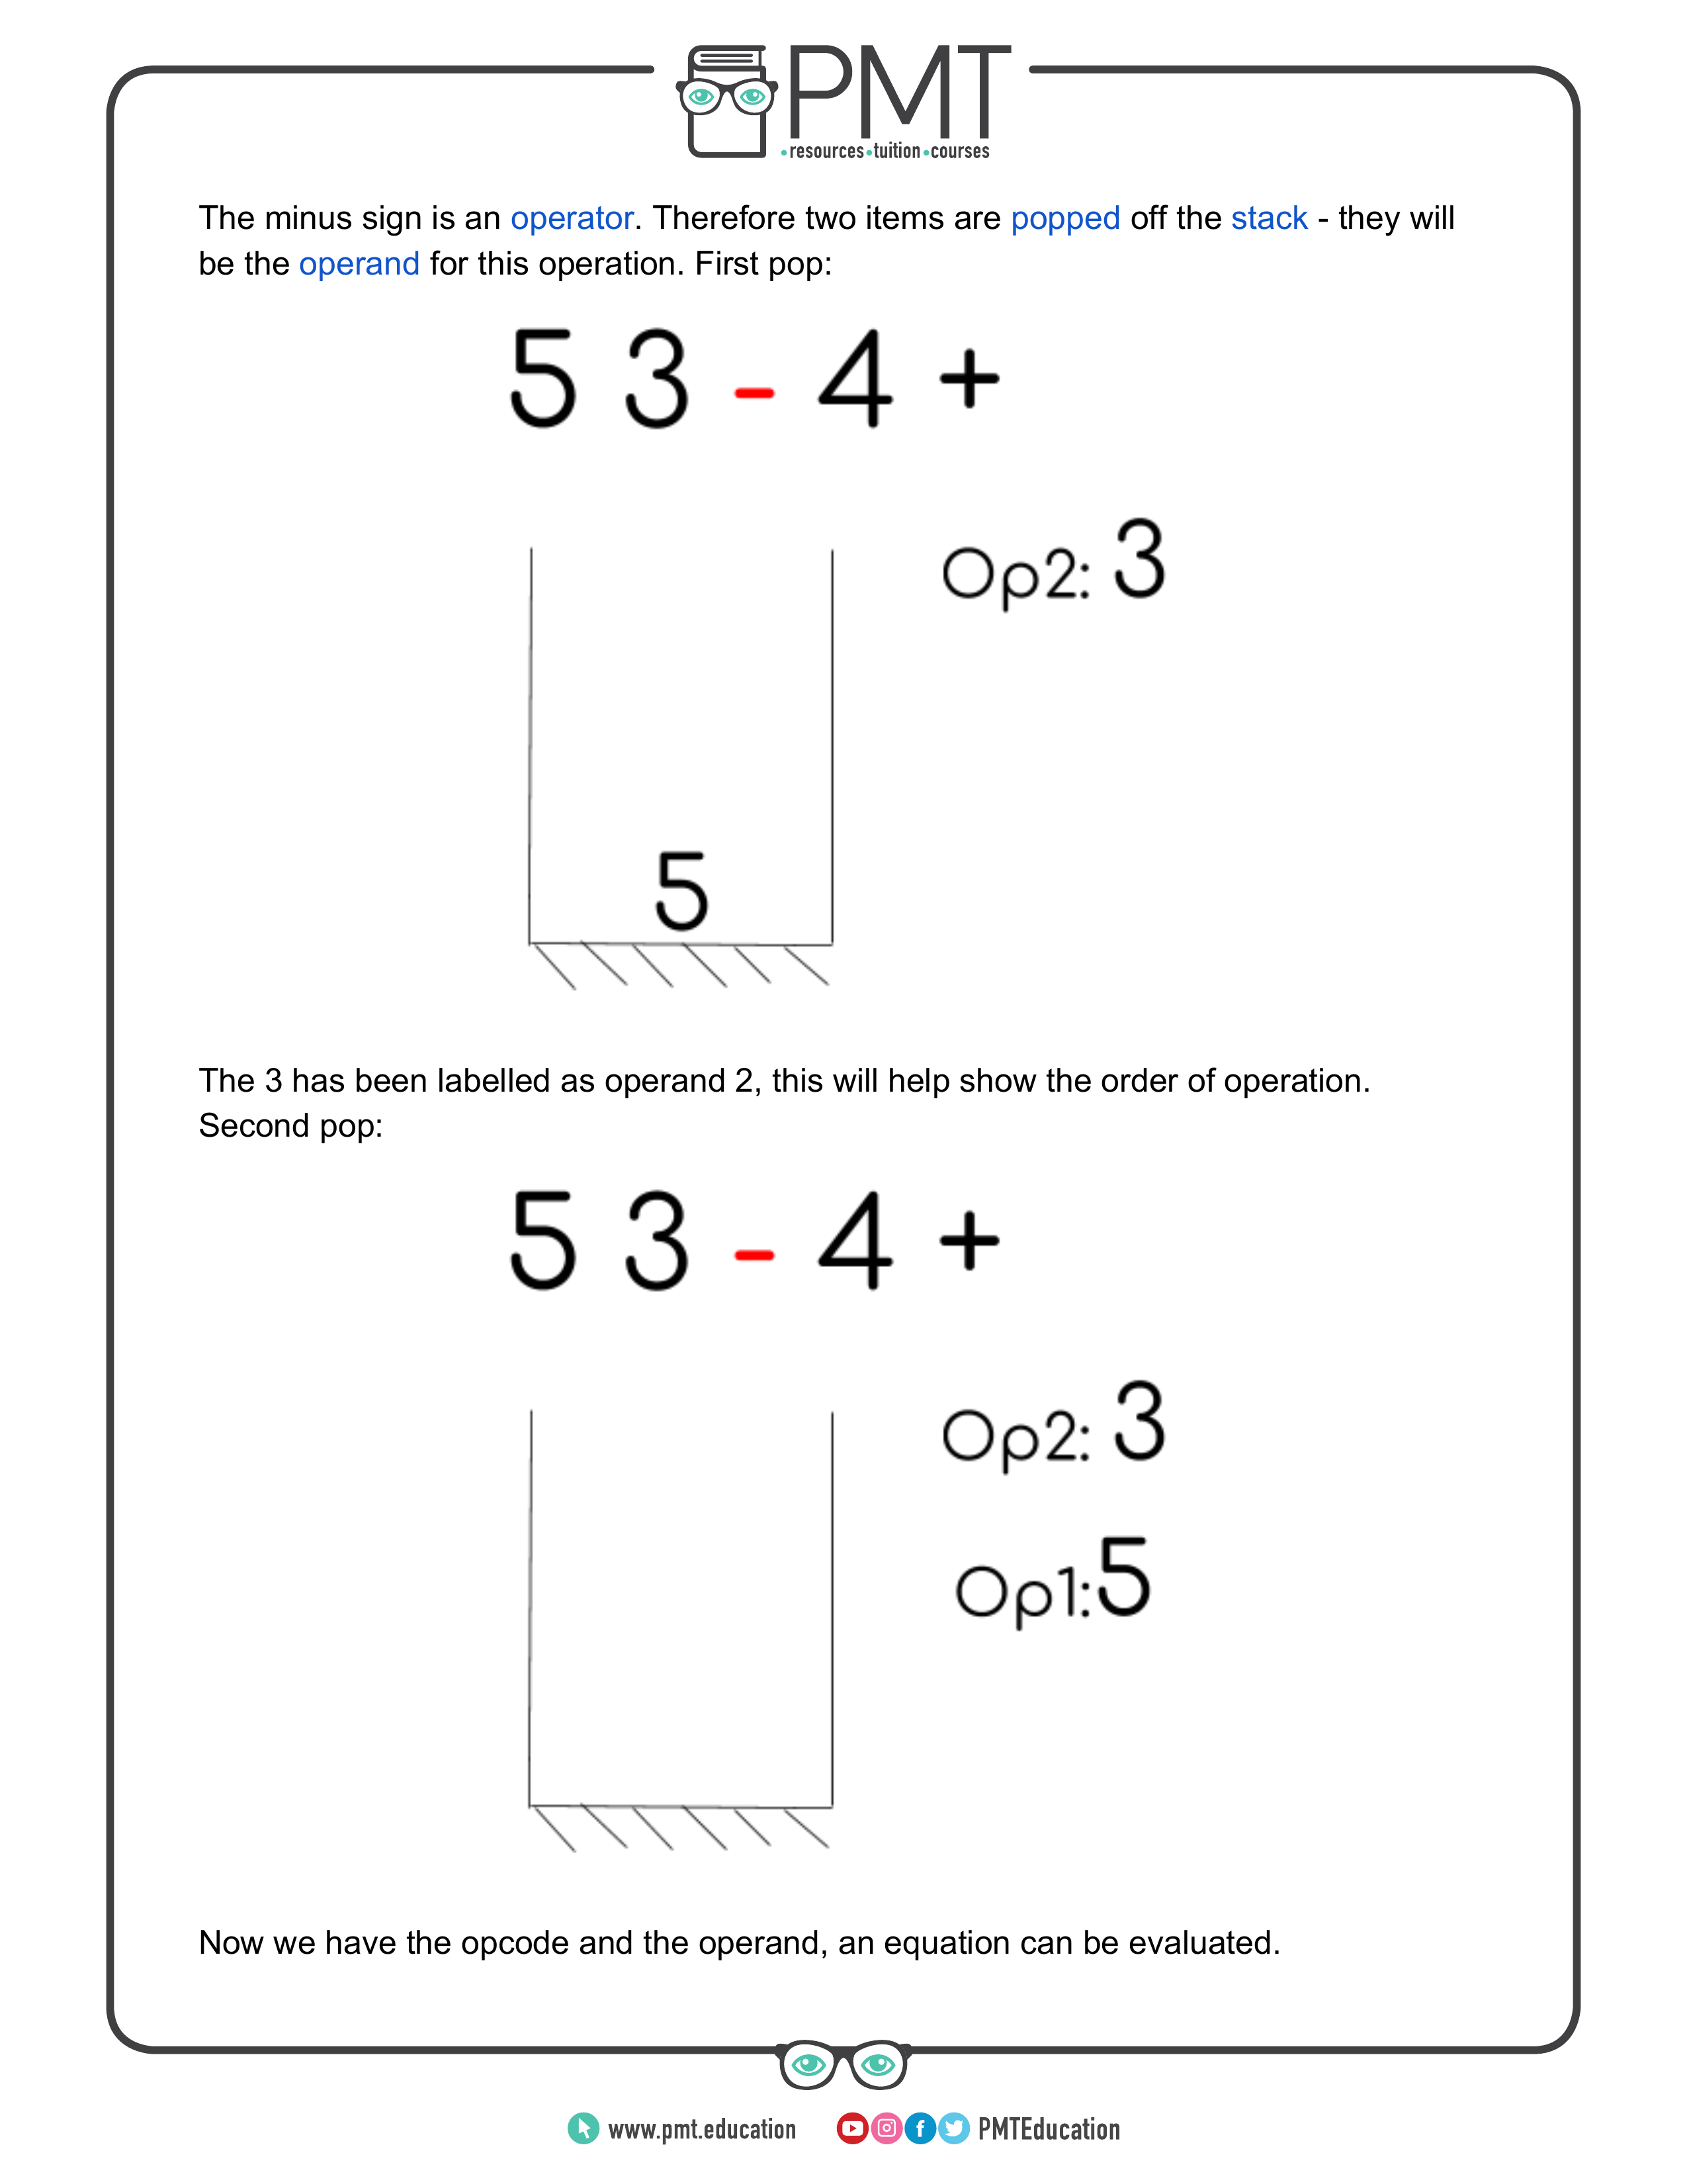 PMT
•resources•tuition•courses
The minus sign is an operator. Therefore two items are popped off the stack - they will
be the operand for this operation. First pop:
5 3 - 4 +
Op2: 3
5
The 3 has been labelled as operand 2, this will help show the order of operation.
Second pop:
5 3 - 4 +
Op2: 3
Op1:5
Now we have the opcode and the operand, an equation can be evaluated.
www.pmt.education PMTEducation